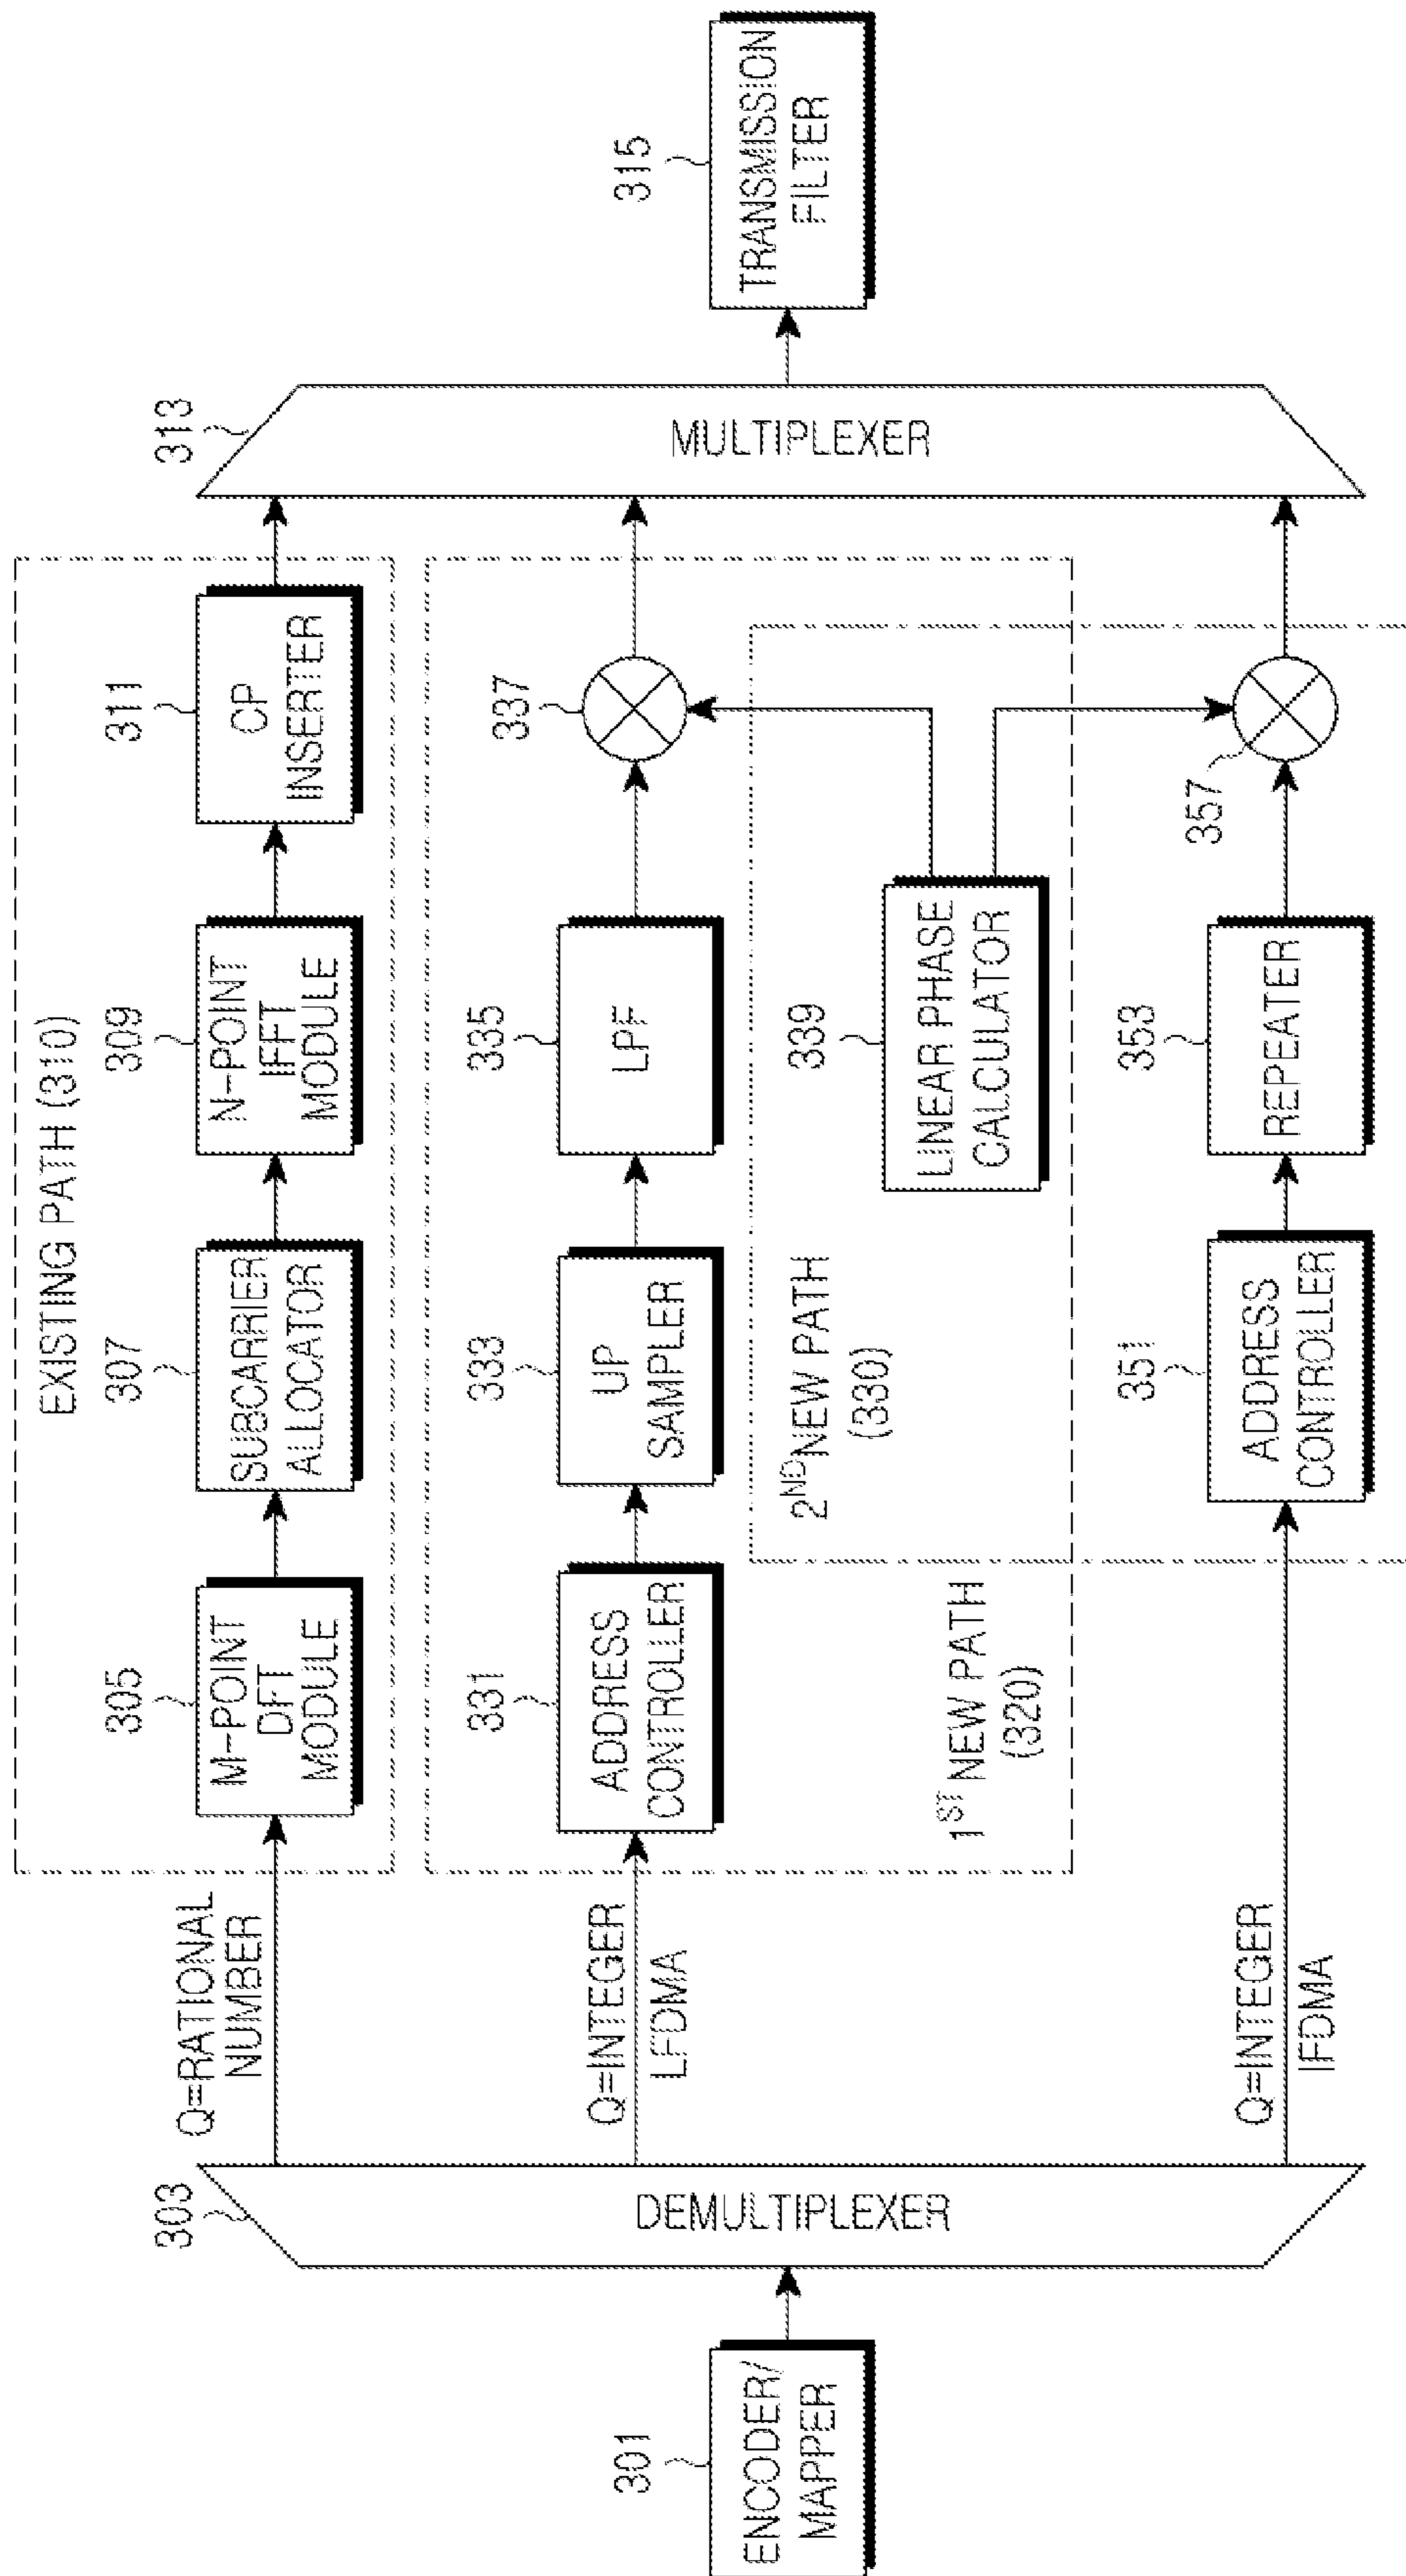 EXISTING PATH (310)
301
ENCODER/
MAPPER
303
DEMULTIPLEXER
Q=RATIONAL
NUMBER
305
M-POINT
DFT
MODULE
307
SUBCARRIER
ALLOCATOR
309
N-POINT
IFFT
MODULE
311
CP
INSERTER
313
MULTIPLEXER
315
TRANSMISSION
FILTER
Q=INTEGER
LFDMA
331
ADDRESS
CONTROLLER
333
UP
SAMPLER
335
LPF
337
1ST NEW PATH
(320)
2ND NEW PATH
(330)
339
LINEAR PHASE
CALCULATOR
Q=INTEGER
IFDMA
351
ADDRESS
CONTROLLER
353
REPEATER
357